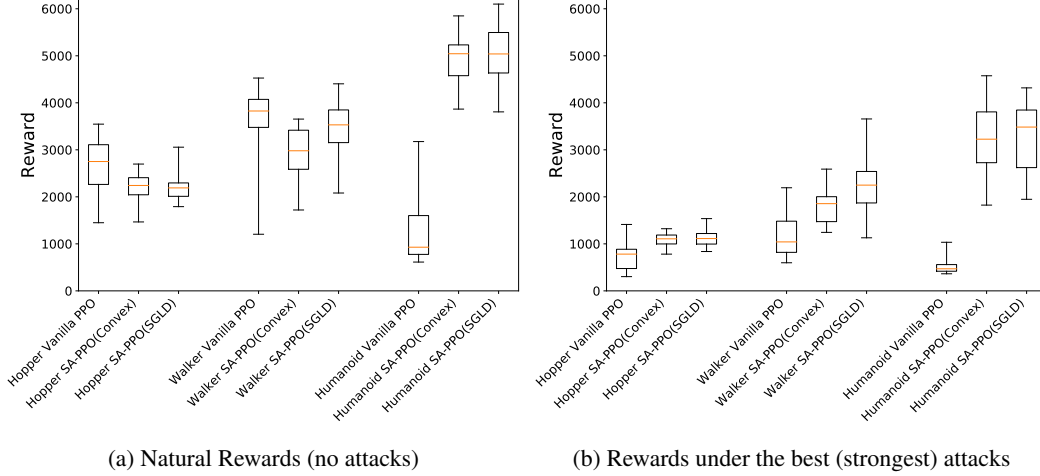 6000
5000
4000
3000
2000
1000
0
Reward
Hopper Vanilla PPO
Hopper SA-PPO(Convex)
Hopper SA-PPO(SGLD)
Walker Vanilla PPO
Walker SA-PPO(Convex)
Walker SA-PPO(SGLD)
Humanoid Vanilla PPO
Humanoid SA-PPO(Convex)
Humanoid SA-PPO(SGLD)
(a) Natural Rewards (no attacks)
6000
5000
4000
3000
2000
1000
0
Reward
Hopper Vanilla PPO
Hopper SA-PPO(Convex)
Hopper SA-PPO(SGLD)
Walker Vanilla PPO
Walker SA-PPO(Convex)
Walker SA-PPO(SGLD)
Humanoid Vanilla PPO
Humanoid SA-PPO(Convex)
Humanoid SA-PPO(SGLD)
(b) Rewards under the best (strongest) attacks